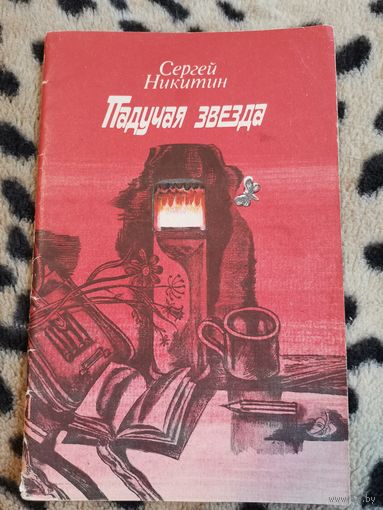 Сергей
Никитин
Падучая звезда